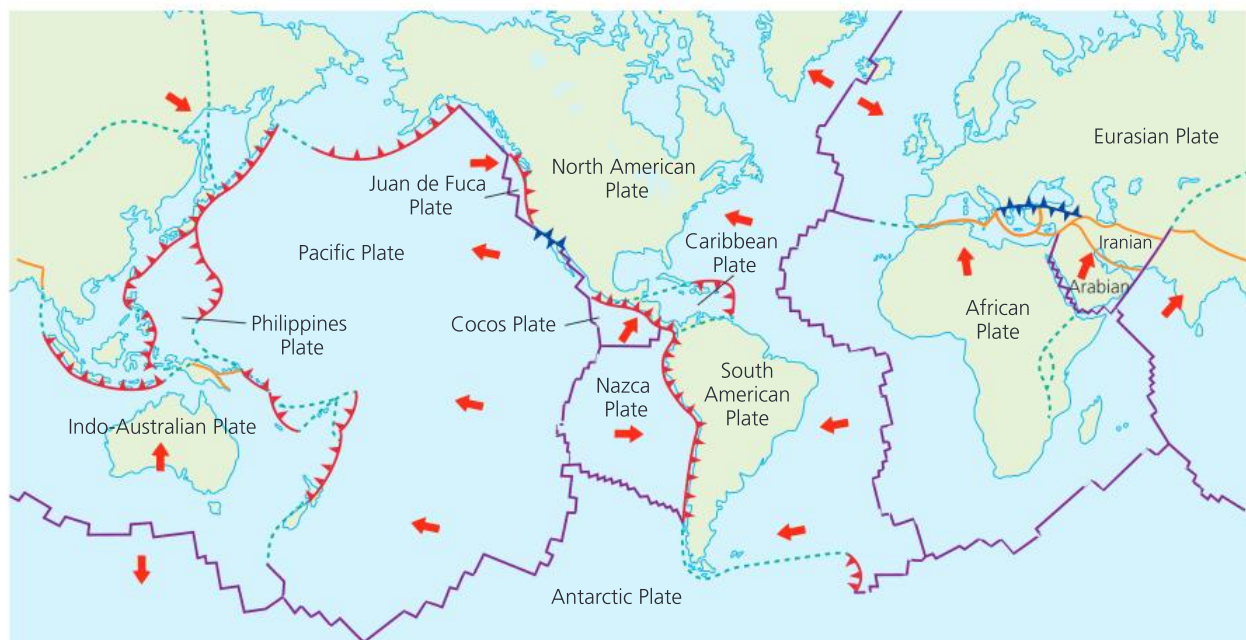 Eurasian Plate
North American
Plate
Juan de Fuca
Plate
Pacific Plate
Caribbean
Plate
Iranian
Arabian
African
Plate
Cocos Plate
Philippines
Plate
Nazca
Plate
South
American
Plate
Indo-Australian Plate
Antarctic Plate